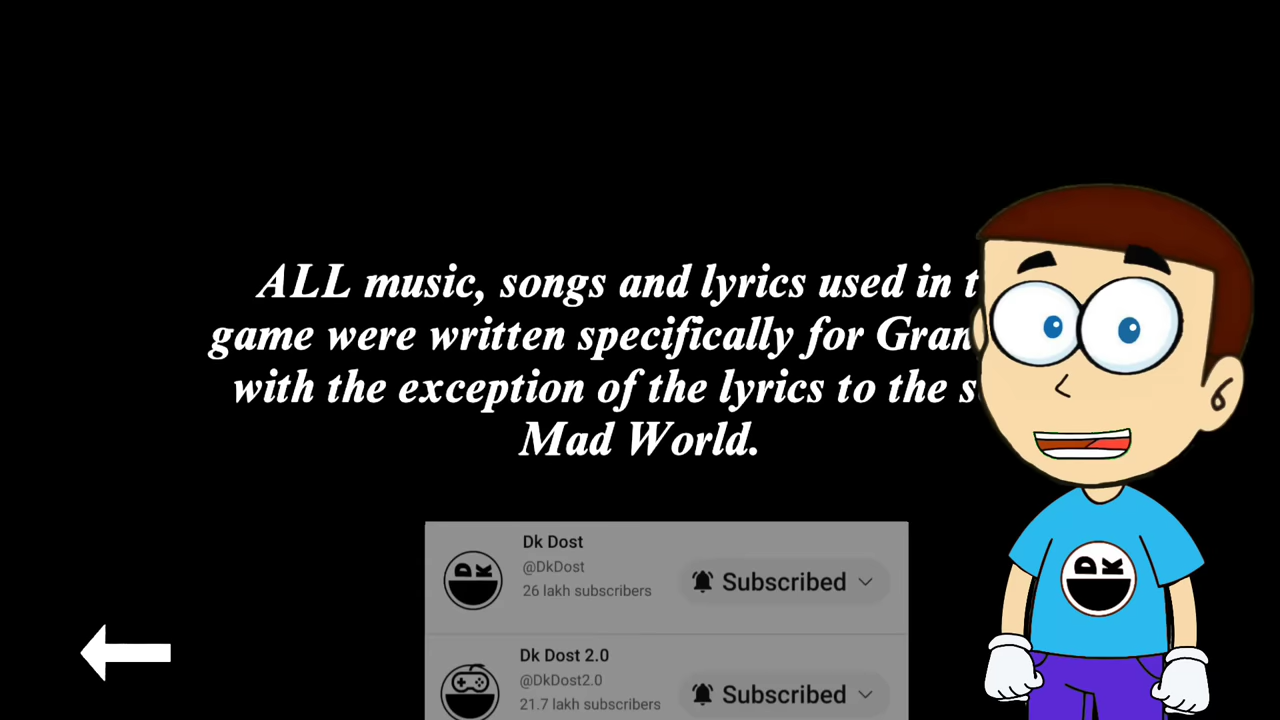 ALL music, songs and lyrics used in t
game were written specifically for Gran
with the exception of the lyrics to the s
Mad World.
Dk Dost
@DkDost
26 lakh subscribers
Subscribed
Dk Dost 2.0
@DkDost2.0
21.7 lakh subscribers
Subscribed
DK
DK